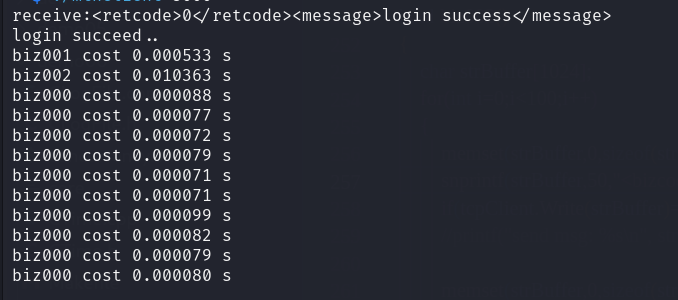 receive:<retcode>0</retcode><message>login success</message>
login succeed..
biz001 cost 0.000533 s
biz002 cost 0.010363 s
biz000 cost 0.000088 s
biz000 cost 0.000077 s
biz000 cost 0.000072 s
biz000 cost 0.000079 s
biz000 cost 0.000071 s
biz000 cost 0.000071 s
biz000 cost 0.000099 s
biz000 cost 0.000082 s
biz000 cost 0.000079 s
biz000 cost 0.000080 s